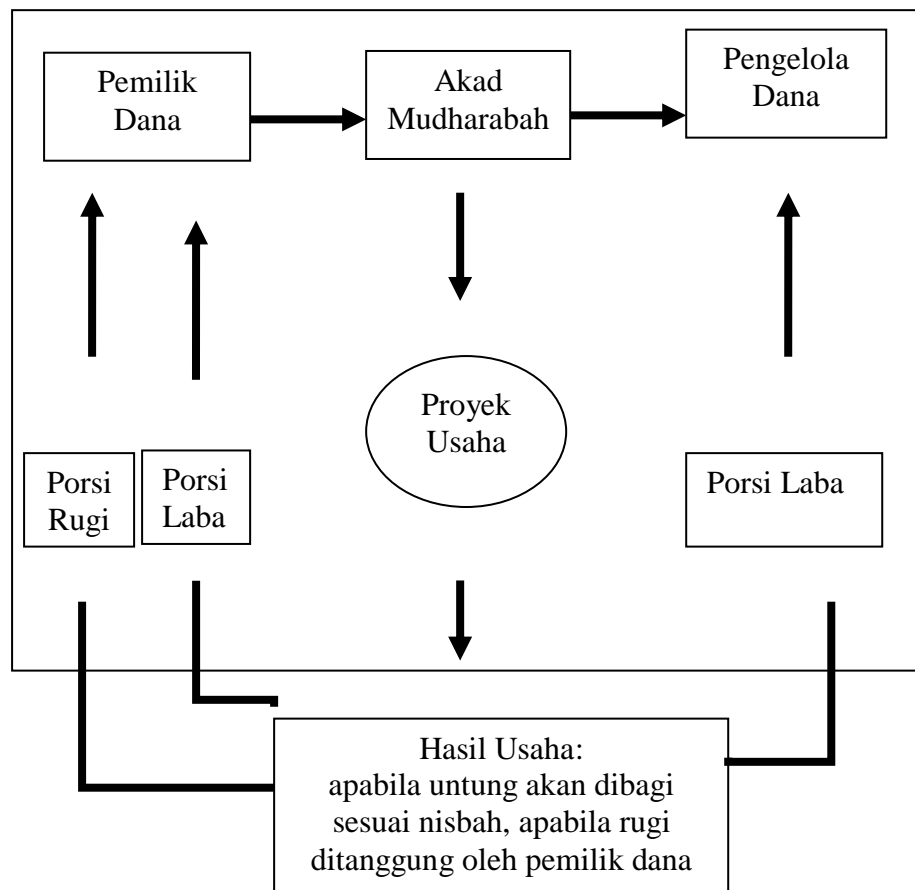 Pemilik
Dana
Akad
Mudharabah
Pengelola
Dana
Proyek
Usaha
Porsi
Rugi
Porsi
Laba
Porsi Laba
Hasil Usaha:
apabila untung akan dibagi
sesuai nisbah, apabila rugi
ditanggung oleh pemilik dana